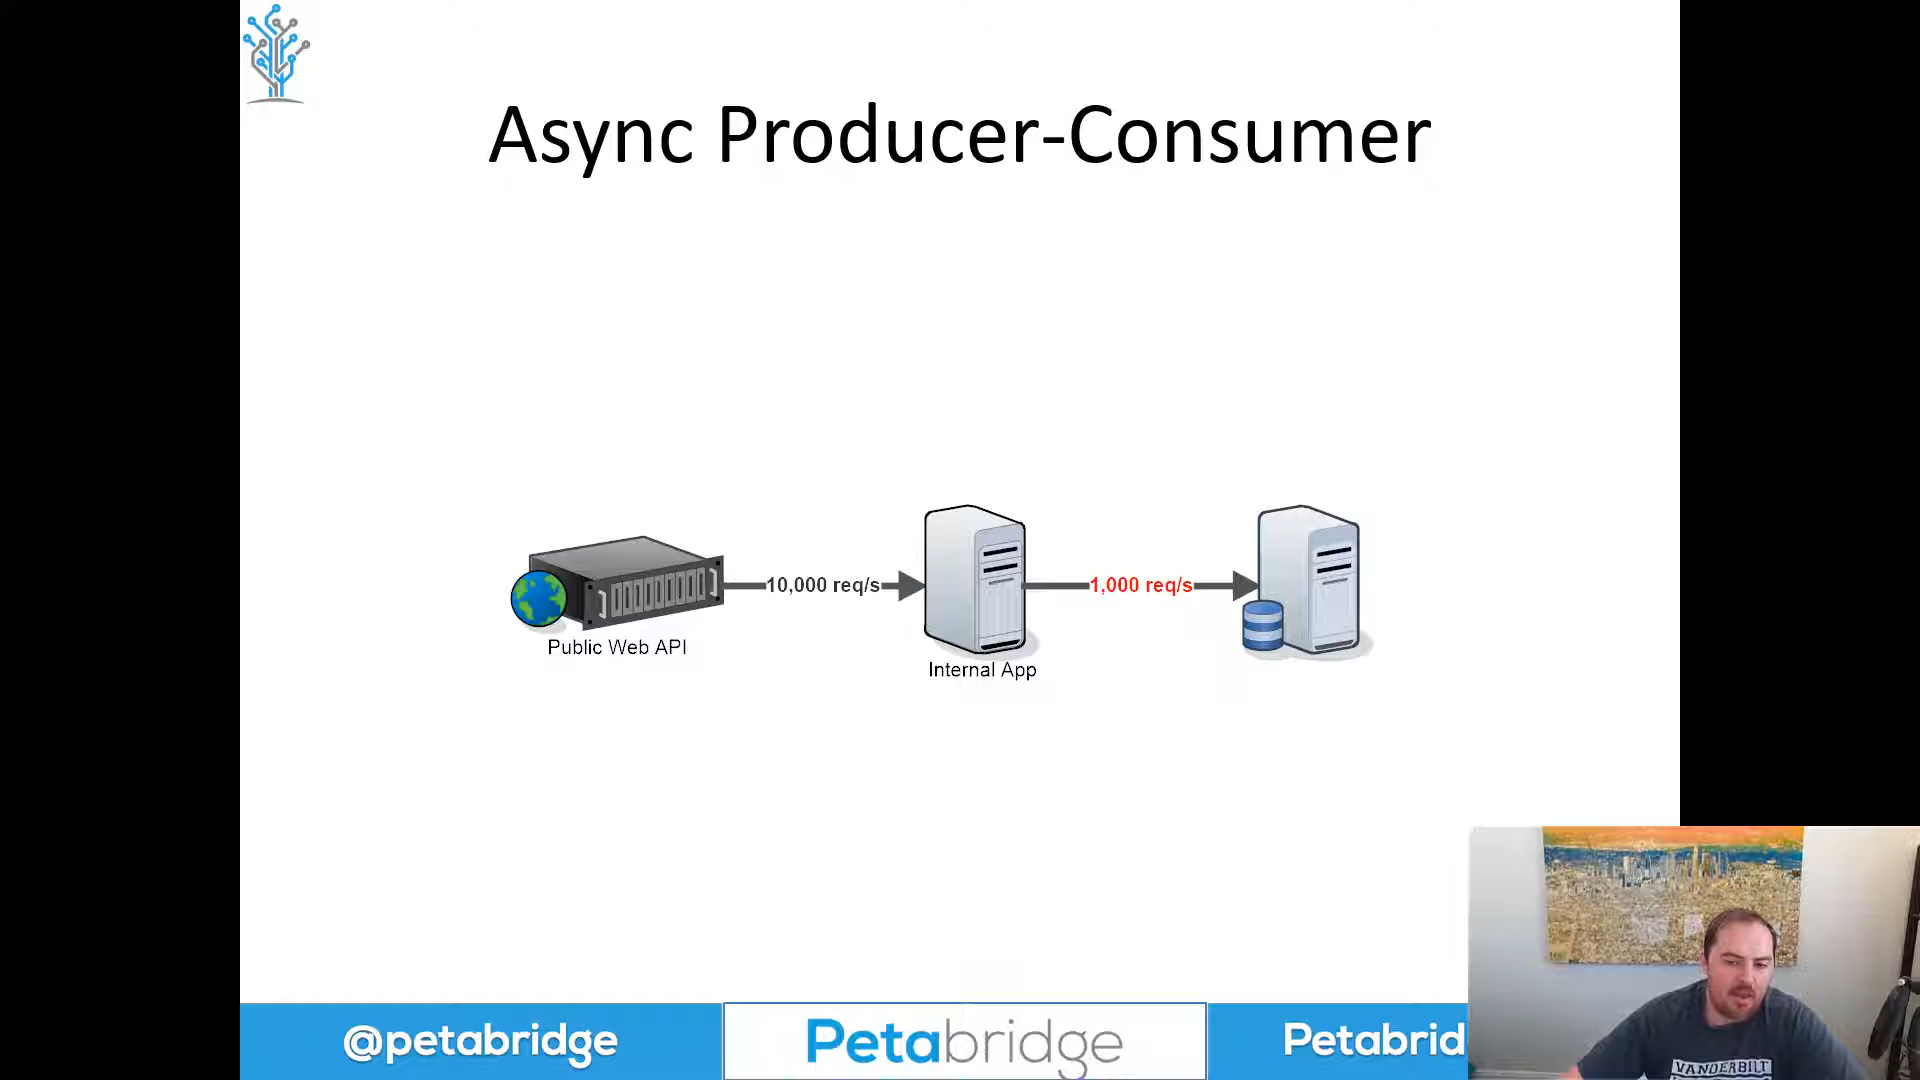 Async Producer-Consumer
10,000 req/s
1,000 req/s
Public Web API
Internal App
@petabridge
Petabridge
Petabrid
VANDERBILT